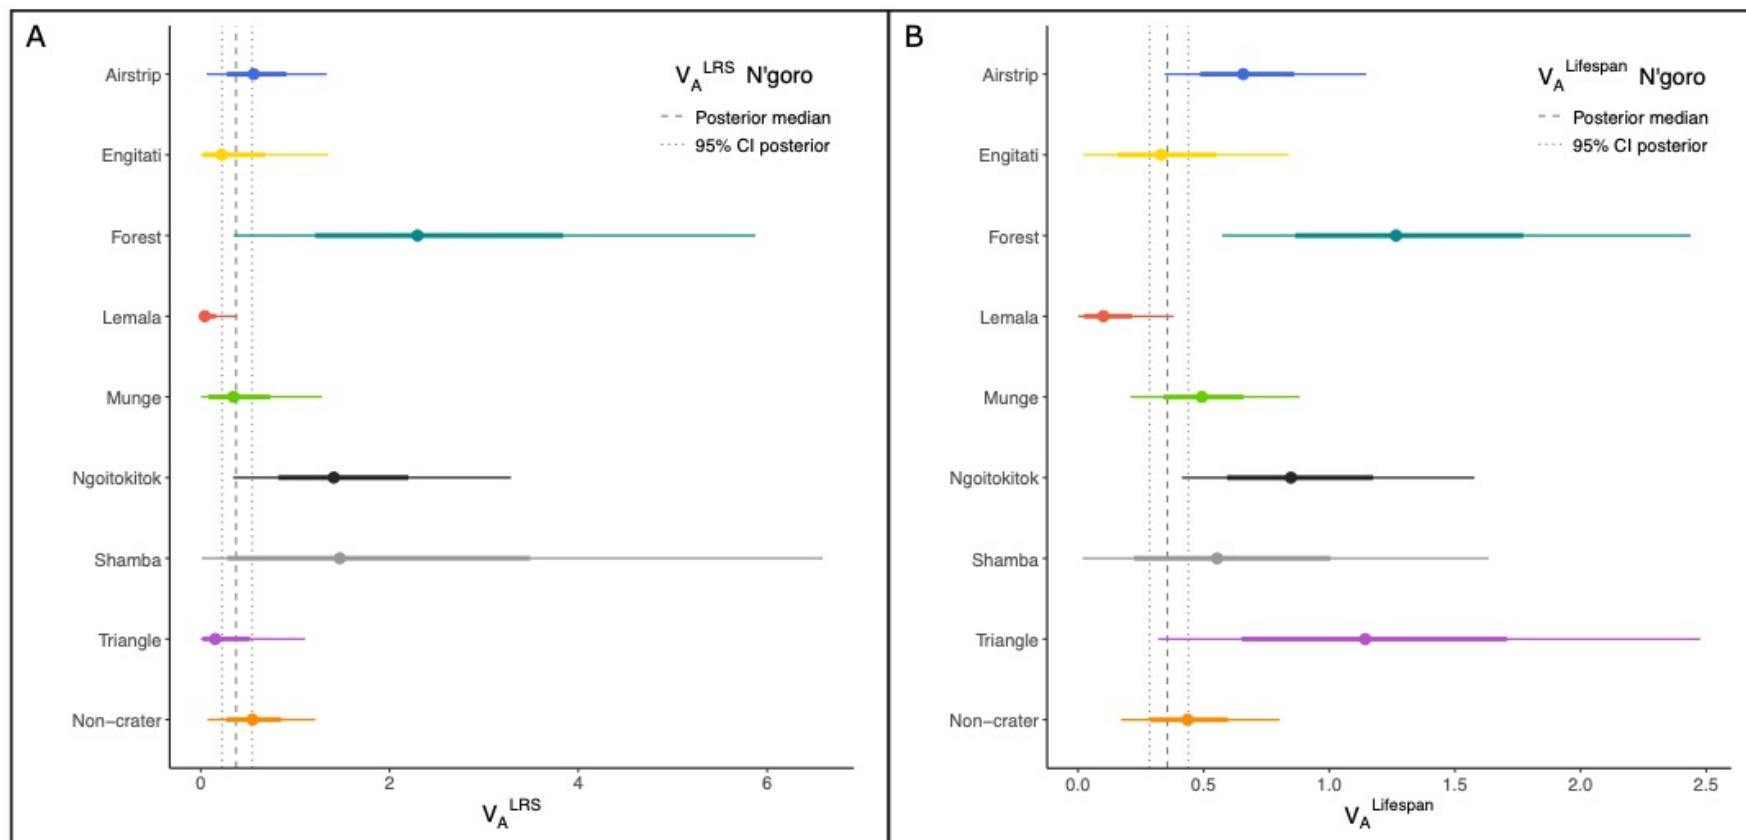 A
V_A^LRS N'goro
Posterior median
95% CI posterior
Airstrip
Engitati
Forest
Lemala
Munge
Ngoitokitok
Shamba
Triangle
Non–crater
0 2 4 6
V_A^LRS
B
V_A^Lifespan N'goro
Posterior median
95% CI posterior
Airstrip
Engitati
Forest
Lemala
Munge
Ngoitokitok
Shamba
Triangle
Non–crater
0.0 0.5 1.0 1.5 2.0 2.5
V_A^Lifespan